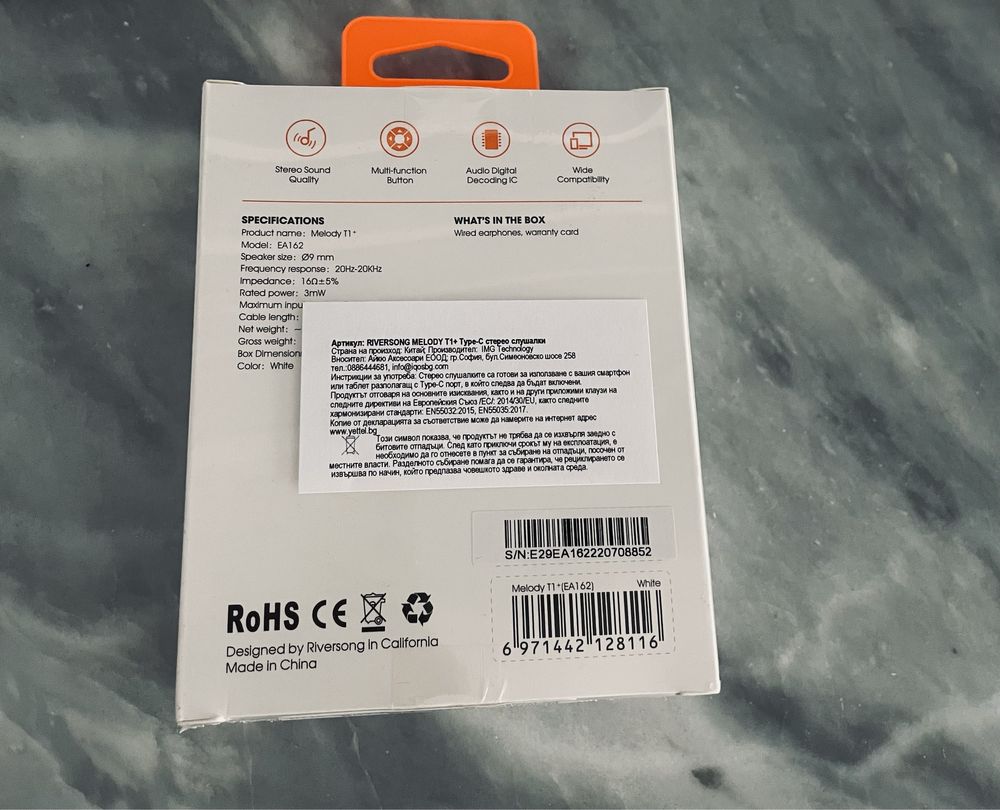 Stereo Sound
Quality
Multi-function
Button
Audio Digital
Decoding IC
Wide
Compatibility
SPECIFICATIONS
Product name: Melody T1⁺
Model: EA162
Speaker size: Ø9 mm
Frequency response: 20Hz-20KHz
Impedance: 16Ω±5%
Rated power: 3mW
Maximum inpu
Cable length:
Net weight: ~
Gross weight:
Box Dimension
Color: White
WHAT'S IN THE BOX
Wired earphones, warranty card
Артикул: RIVERSONG MELODY T1+ Type-C стерео слушалки
Страна на произход: Китай; Производител: IMG Technology
Вносител: Айкю Аксесоари ЕООД; гр.София, бул.Симеоновско шосе 258
тел.:0886444681, info@iqosbg.com
Инструкции за употреба: Стерео слушалките са готови за използване с вашия смартфон
или таблет разполагащ с Type-C порт, в който следва да бъдат включени.
Продуктът отговаря на основните изисквания, както и на други приложими клаузи на
следните директиви на Европейския Съюз /ЕС/: 2014/30/EU, както следните
хармонизирани стандарти: EN55032:2015, EN55035:2017.
Копие от декларацията за съответствие може да намерите на интернет адрес
www.yettel.bg
Този символ показва, че продуктът не трябва да се изхвърля заедно с
битовите отпадъци. След като приключи срокът му на експлоатация, е
необходимо да го отнесете в пункт за събиране на отпадъци, посочен от
местните власти. Разделното събиране помага да се гарантира, че рециклирането се
извършва по начин, който предпазва човешкото здраве и околната среда.
S/N:E29EA162220708852
Melody T1⁺(EA162) White
6 971442 128116
RoHS CE
Designed by Riversong in California
Made in China